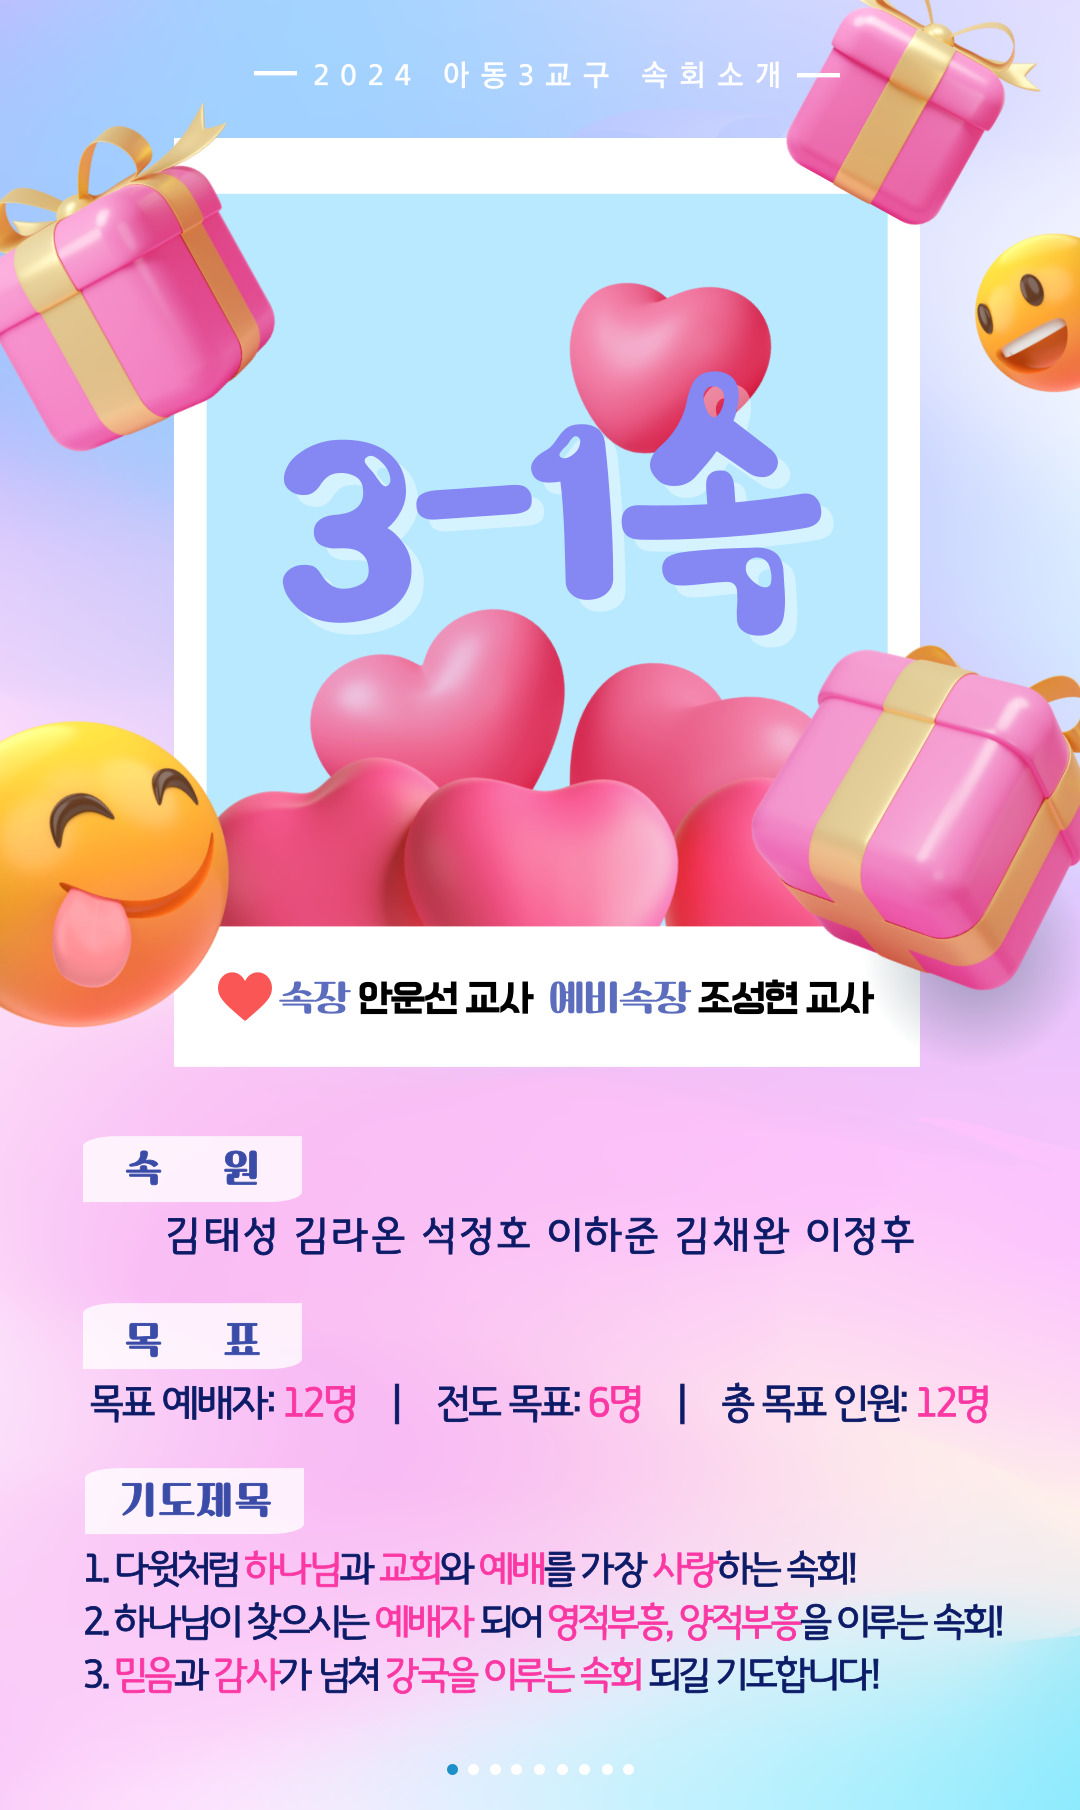 2024 아동3교구 속회소개
3-1속
속장 안운선 교사 예비속장 조성현 교사
속 원
김태성 김라온 석정호 이하준 김채완 이정후
목 표
목표 예배자: 12명 | 전도 목표: 6명 | 총 목표 인원: 12명
기도제목
1. 다윗처럼 하나님과 교회와 예배를 가장 사랑하는 속회!
2. 하나님이 찾으시는 예배자 되어 영적부흥, 양적부흥을 이루는 속회!
3. 믿음과 감사가 넘쳐 강국을 이루는 속회 되길 기도합니다!